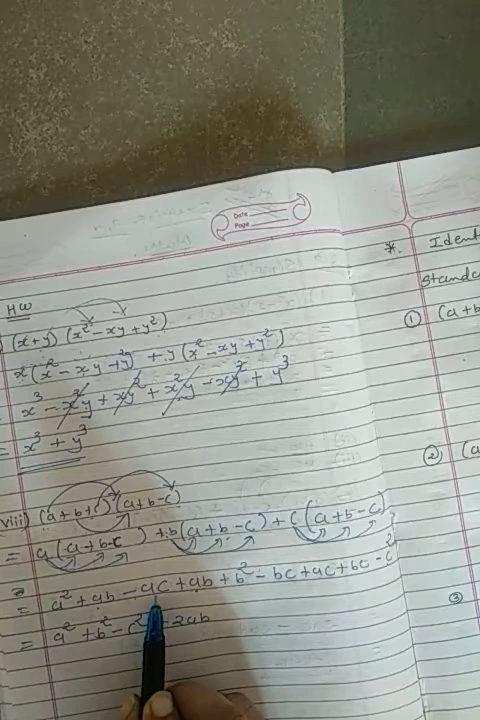 Date
Page
HW
(x+y) (x² - xy + y²)
x(x² - xy + y²) + y(x² - xy + y²)
x³ - x²y + xy² + x²y - xy² + y³
= x³ + y³
viii) (a+b+c) (a+b-c)
= a(a+b-c) + b(a+b-c) + c(a+b-c)
= a² + ab - ac + ab + b² - bc + ac + bc - c²
= a² + b² - c² + 2ab
* Ident
Standa
① (a+b
② (a
③